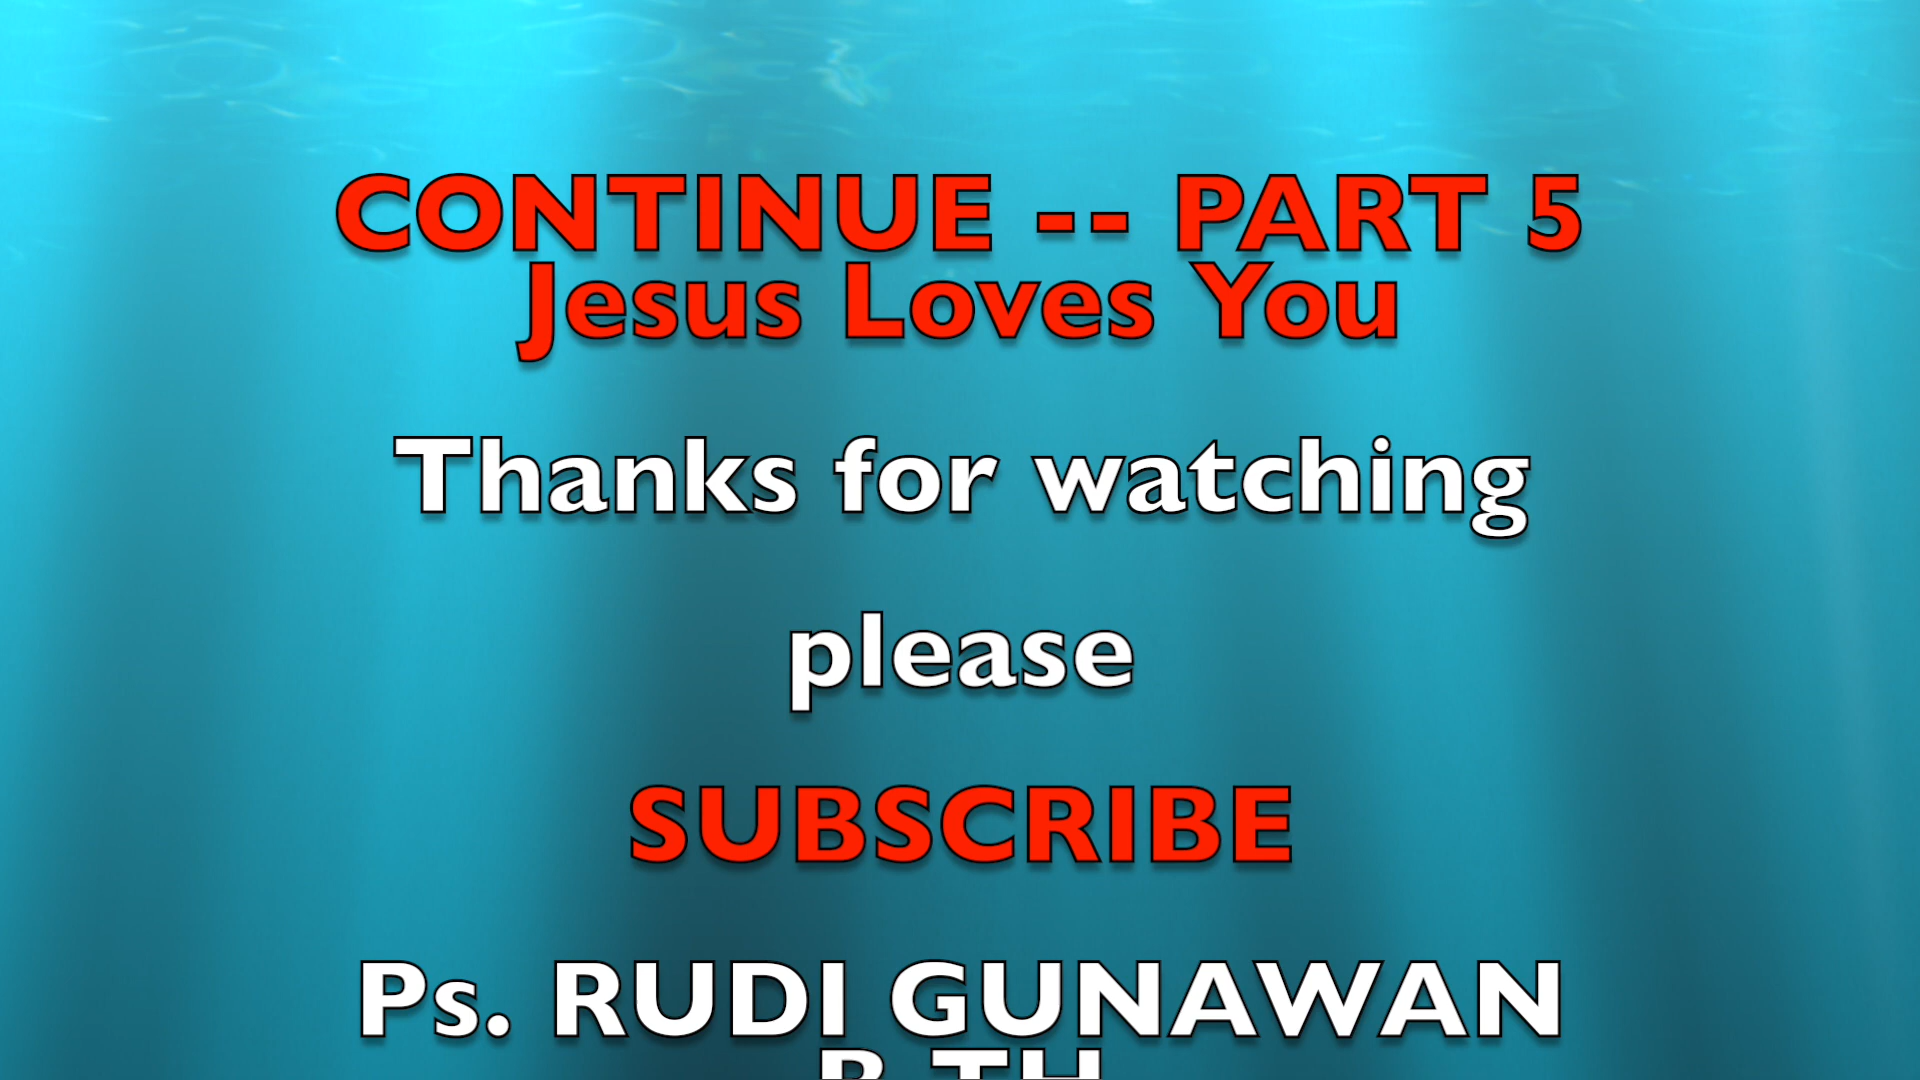 CONTINUE -- PART 5
Jesus Loves You
Thanks for watching
please
SUBSCRIBE
Ps. RUDI GUNAWAN